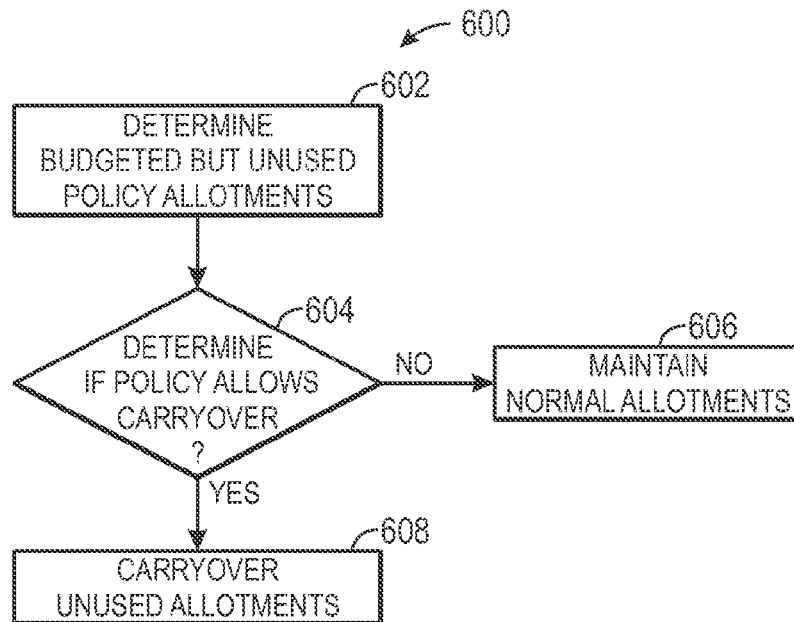 600
602
DETERMINE
BUDGETED BUT UNUSED
POLICY ALLOTMENTS
604
DETERMINE
IF POLICY ALLOWS
CARRYOVER
?
NO
606
MAINTAIN
NORMAL ALLOTMENTS
YES
608
CARRYOVER
UNUSED ALLOTMENTS